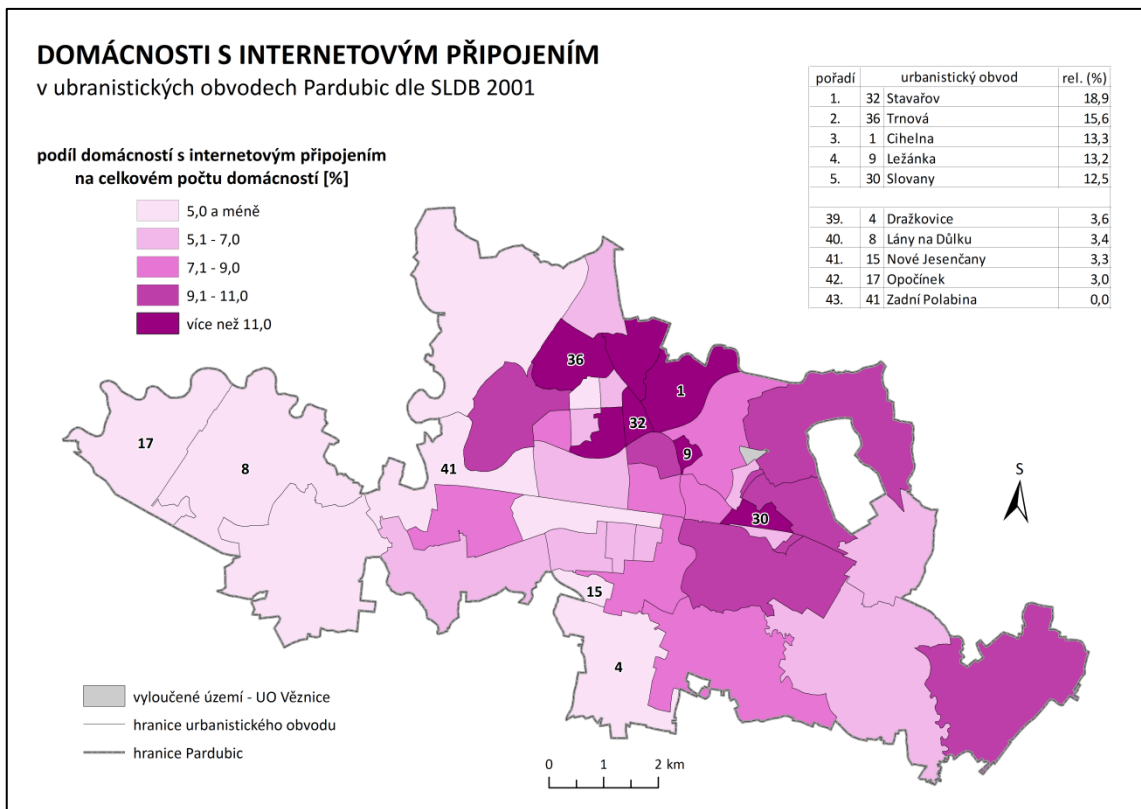 DOMÁCNOSTI S INTERNETOVÝM PŘIPOJENÍM
v ubranistických obvodech Pardubic dle SLDB 2001
podíl domácností s internetovým připojením
na celkovém počtu domácností [%]
5,0 a méně
5,1 - 7,0
7,1 - 9,0
9,1 - 11,0
více než 11,0
pořadí urbanistický obvod rel. (%)
1. 32 Stavařov 18,9
2. 36 Trnová 15,6
3. 1 Cihelna 13,3
4. 9 Ležánka 13,2
5. 30 Slovany 12,5
39. 4 Dražkovice 3,6
40. 8 Lány na Důlku 3,4
41. 15 Nové Jesenčany 3,3
42. 17 Opočínek 3,0
43. 41 Zadní Polabina 0,0
36
1
32
17
8
41
9
30
S
15
4
vyloučené území - UO Věznice
hranice urbanistického obvodu
hranice Pardubic
0 1 2 km